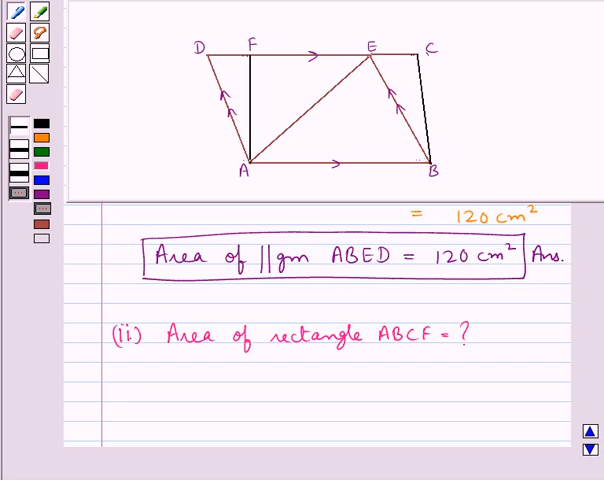 D F E C
A B
= 120 cm²
Area of ||gm ABED = 120 cm² Ans.
(ii) Area of rectangle ABCF = ?